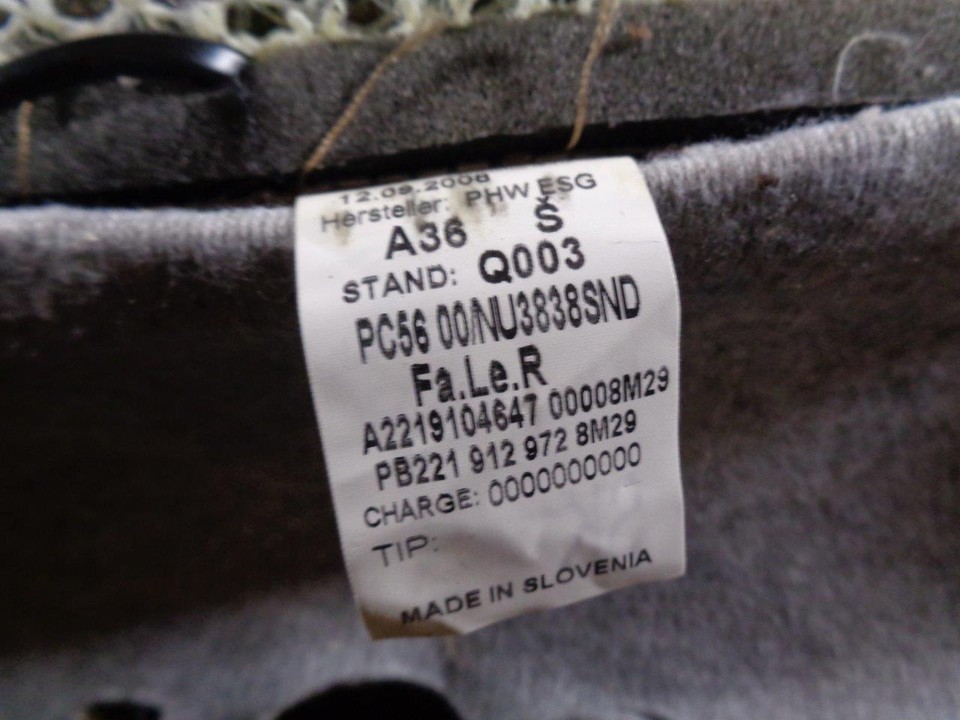 12.09.2008
Hersteller: PHW ESG
A36 S
STAND: Q003
PC56 00/NU3838SND
Fa.Le.R
A2219104647 00008M29
PB221 912 972 8M29
CHARGE: 0000000000
TIP:
MADE IN SLOVENIA